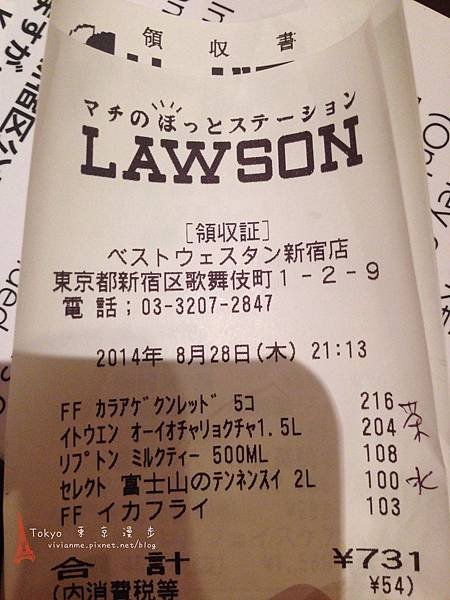 領収書
マチのほっとステーション
LAWSON
[領収証]
ベストウェスタン新宿店
東京都新宿区歌舞伎町1-2-9
電話;03-3207-2847
2014年 8月28日(木) 21:13
FF カラアゲクンレッド 5コ 216
イトウエン オーイオチャリョクチャ1.5L 204 茶
リプトン ミルクティー 500ML 108
セレクト 富士山のテンネンスイ 2L 100 水
FF イカフライ 103
合計 ¥731
(内消費税等 ¥54)
Tokyo 東京漫步
vivianme.pixnet.net/blog